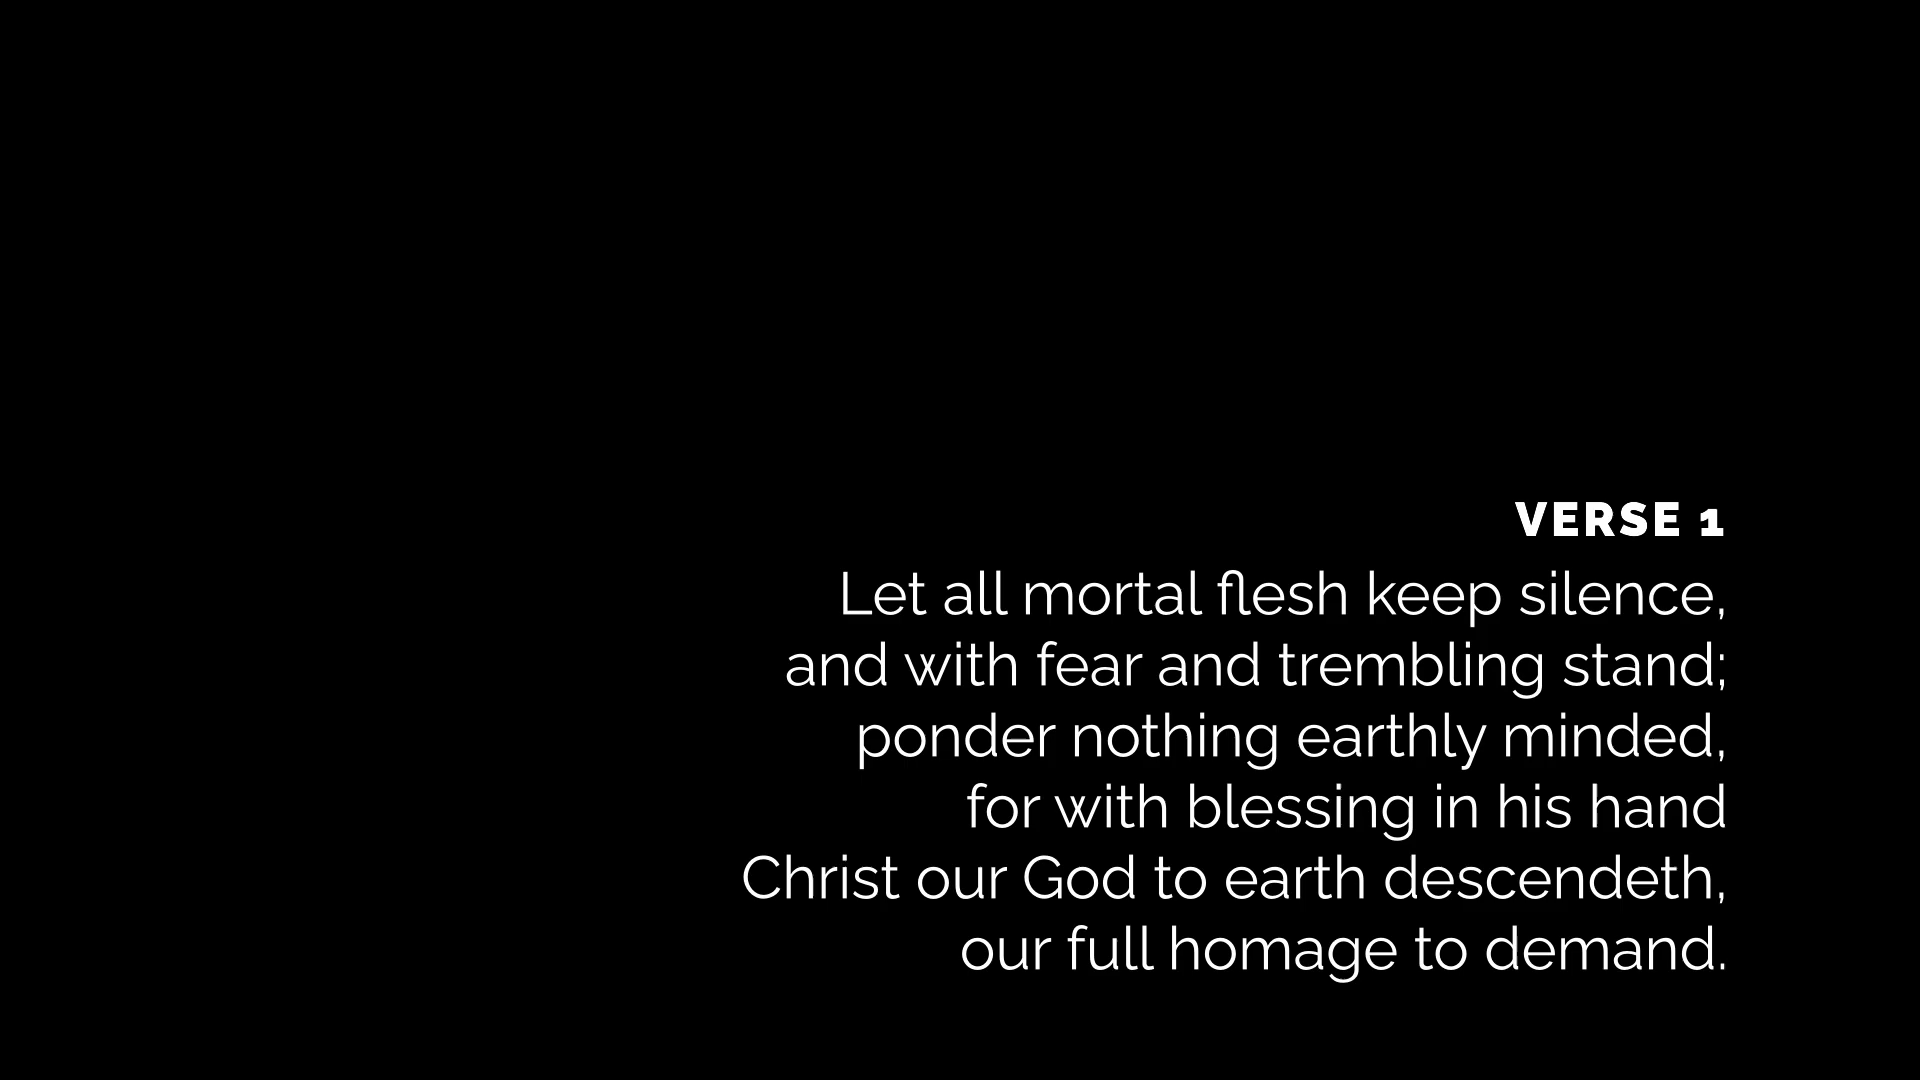 VERSE 1
Let all mortal flesh keep silence,
and with fear and trembling stand;
ponder nothing earthly minded,
for with blessing in his hand
Christ our God to earth descendeth,
our full homage to demand.